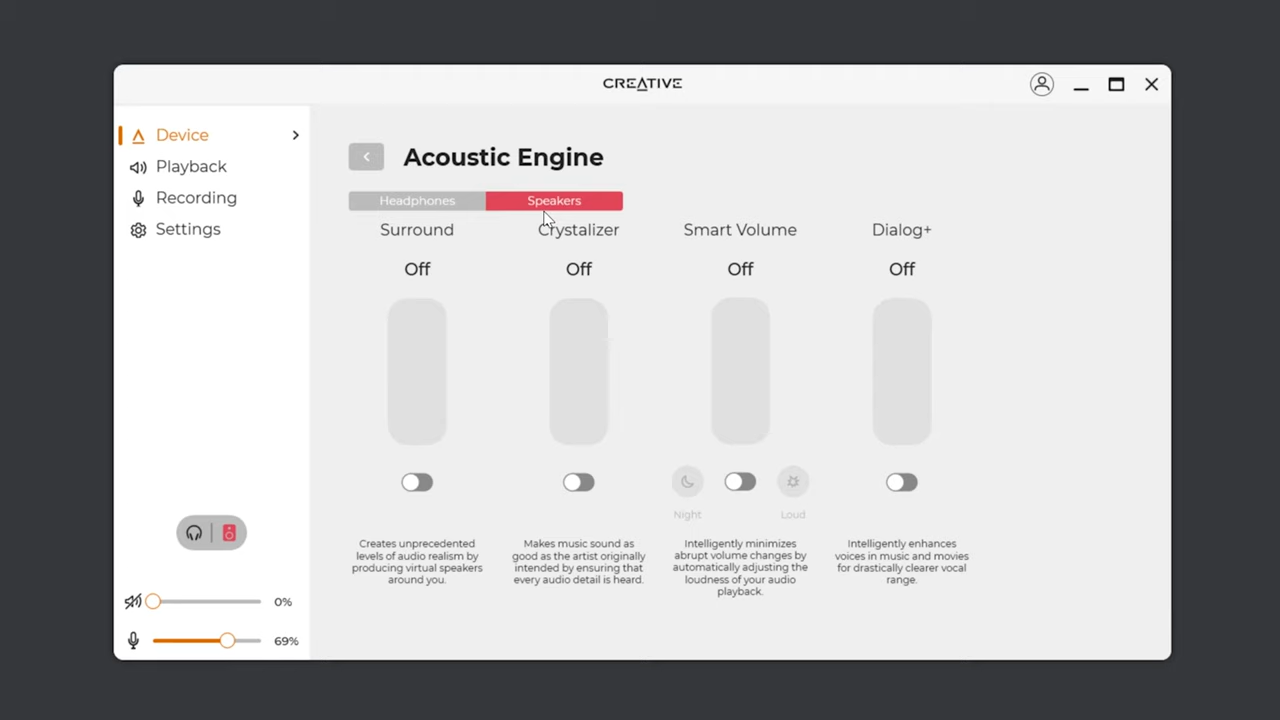 CREATIVE
Device
Playback
Recording
Settings
0%
69%
Acoustic Engine
Headphones
Speakers
Surround
Off
Creates unprecedented
levels of audio realism by
producing virtual speakers
around you.
Crystalizer
Off
Makes music sound as
good as the artist originally
intended by ensuring that
every audio detail is heard.
Smart Volume
Off
Night
Loud
Intelligently minimizes
abrupt volume changes by
automatically adjusting the
loudness of your audio
playback.
Dialog+
Off
Intelligently enhances
voices in music and movies
for drastically clearer vocal
range.